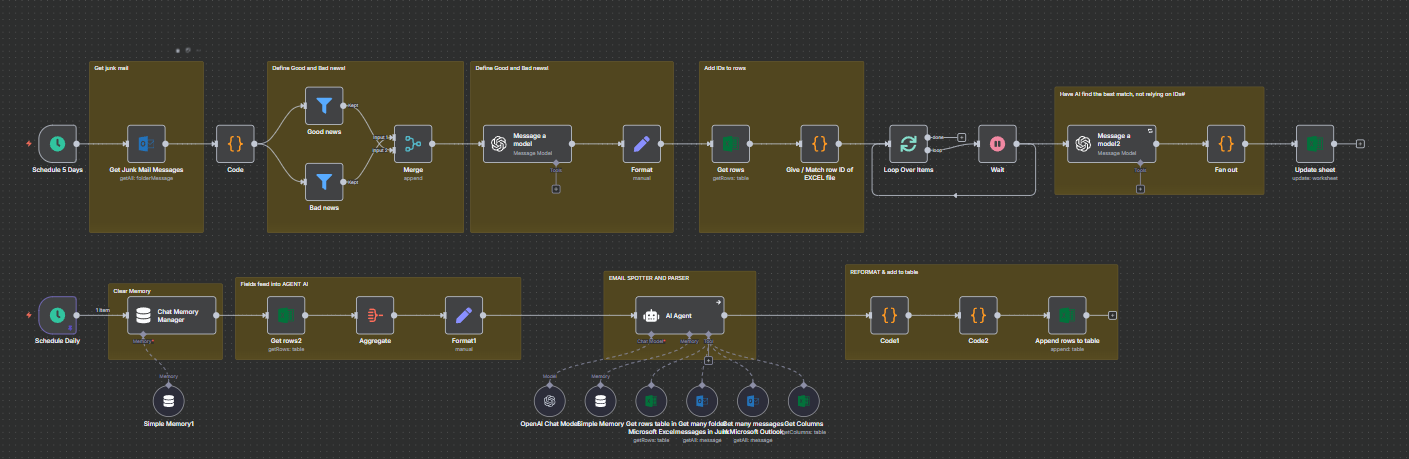 Get junk mail
Define Good and Bad news!
Define Good and Bad news!
Add IDs to rows
Have AI find the best match, not relying on IDs#
Schedule 5 Days
Get Junk Mail Messages
getAll: folderMessage
Code
Kept
Good news
Kept
Bad news
Input 1
Input 2
Merge
append
Message a
model
Message Model
Tools
Format
manual
Get rows
getRows: table
Give / Match row ID of
EXCEL file
Loop Over Items
done
loop
Wait
Message a
model2
Message Model
Tools
Fan out
Update sheet
update: worksheet
Clear Memory
Fields feed into AGENT AI
EMAIL SPOTTER AND PARSER
REFORMAT & add to table
1 item
Schedule Daily
Chat Memory
Manager
Memory*
Memory
Simple Memory1
Get rows2
getRows: table
Aggregate
Format1
manual
AI Agent
Chat Model*
Memory
Tool
Code1
Code2
Append rows to table
append: table
Model
OpenAI Chat Model
Memory
Simple Memory
Get rows table in
Microsoft Excel
getRows: table
Get many folder
messages in Junk
getAll: message
Get many messages
Microsoft Outlook
getAll: message
Get Columns
getColumns: table